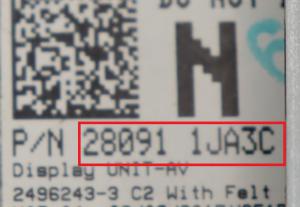 N
P/N 28091 1JA3C
Display UNIT-AV
2496243-3 C2 With Felt